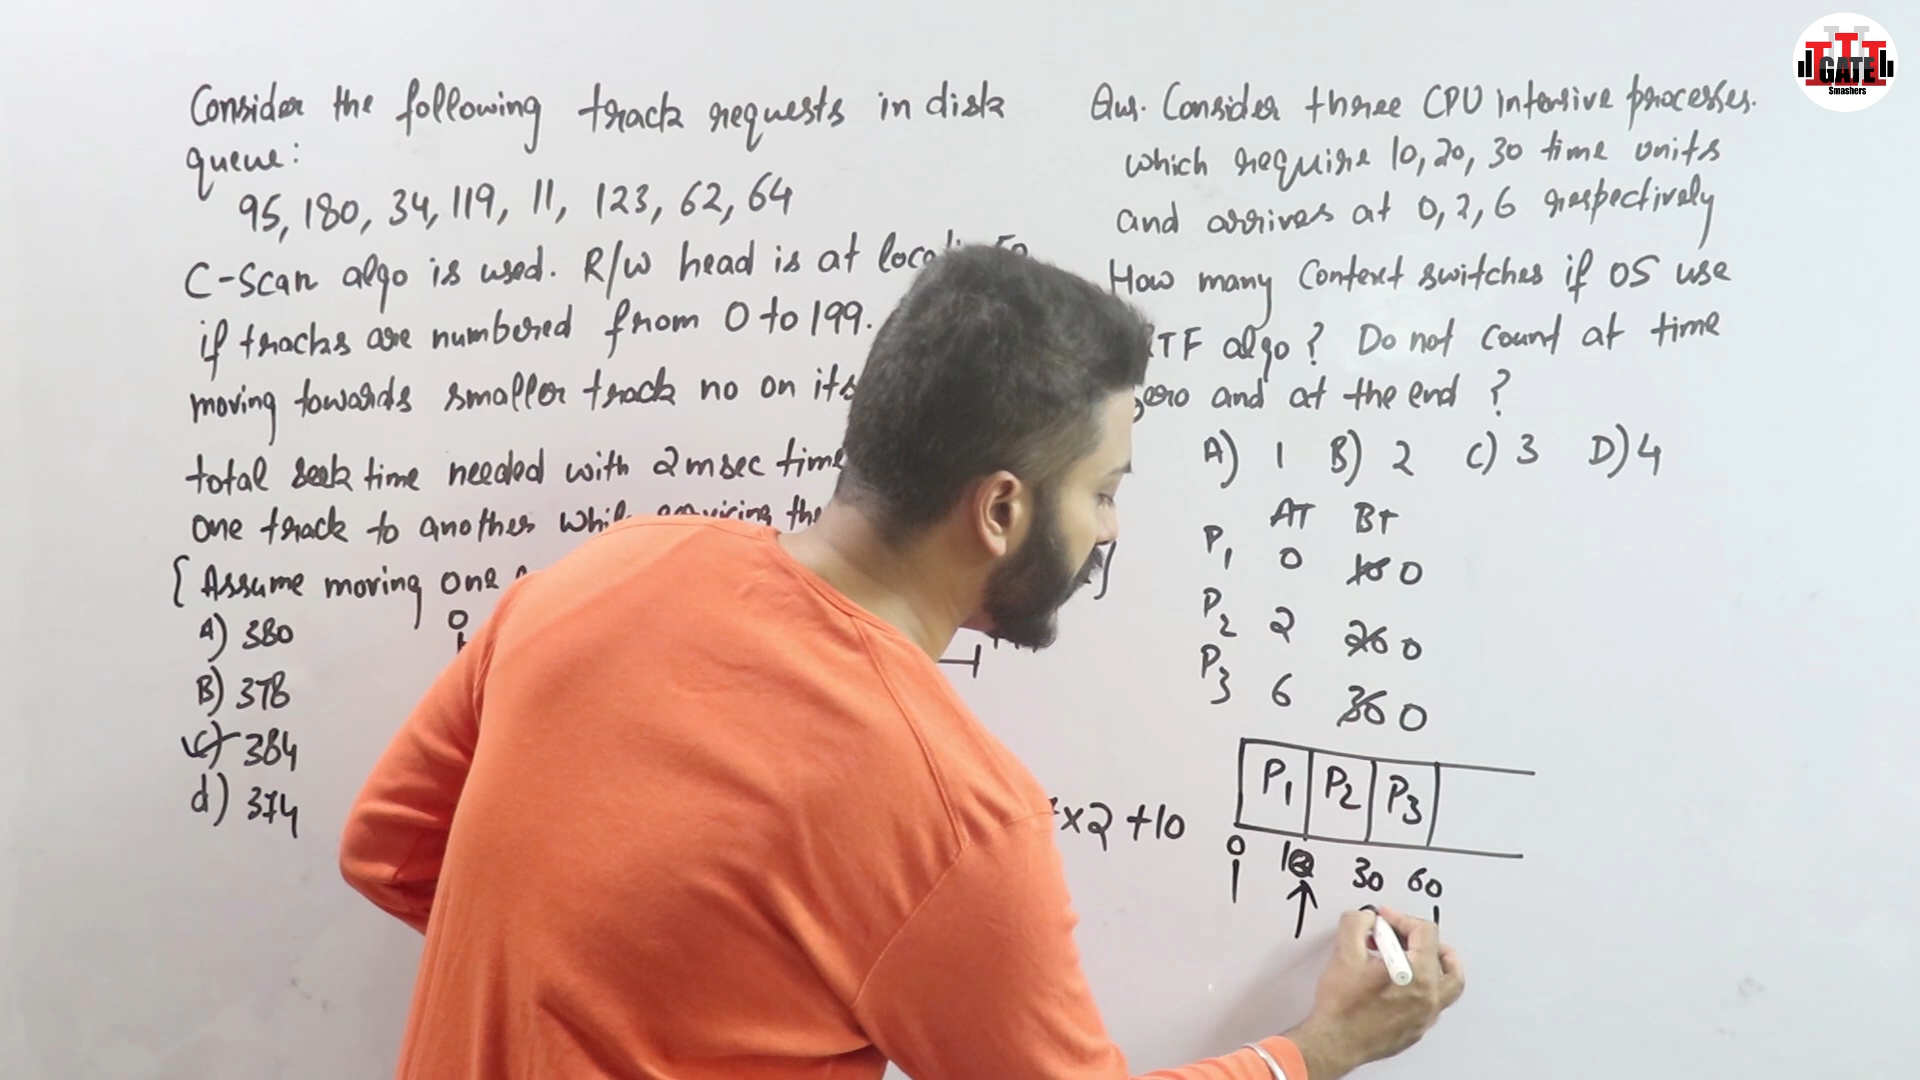 Consider the following track requests in disk
queue:
95, 180, 34, 119, 11, 123, 62, 64
C-Scan algo is used. R/W head is at
if tracks are numbered from 0 to 199.
moving towards smaller track no on its
total seek time needed with 2msec time
one track to another while
{ Assume moving one
A) 380
B) 378
C) 384
d) 374
0
x2 +10
Qus. Consider three CPU intensive processes.
which require 10, 20, 30 time units
and arrives at 0, 2, 6 respectively
How many Context switches if OS use
algo? Do not count at time
zero and at the end?
A) 1 B) 2 C) 3 D) 4
AT BT
P1 0 10 0
P2 2 20 0
P3 6 30 0
P1 P2 P3
0 10 30 60
GATE
Smashers